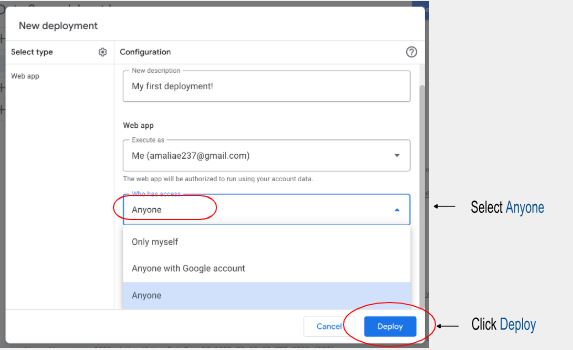 New deployment
Select type
Configuration
Web app
New description
My first deployment!
Web app
Execute as
Me (amaliae237@gmail.com)
The web app will be authorized to run using your account data.
Who has access
Anyone
Select Anyone
Only myself
Anyone with Google account
Anyone
Cancel
Deploy
Click Deploy